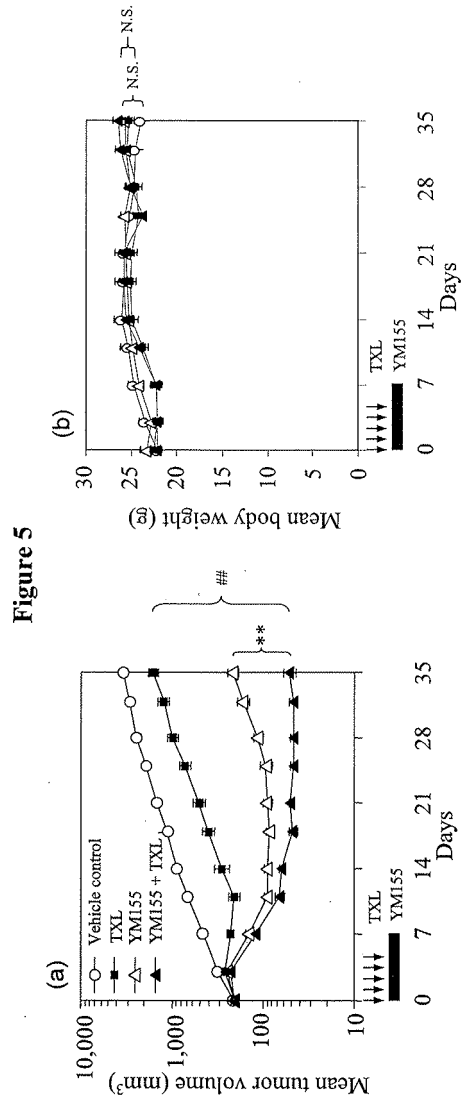 Figure 5
(a)
Mean tumor volume (mm³)
10,000
1,000
100
10
Vehicle control
TXL
YM155
YM155 + TXL
##
**
0 7 14 21 28 35
Days
TXL
YM155
(b)
Mean body weight (g)
30
25
20
15
10
5
0
N.S.
N.S.
0 7 14 21 28 35
Days
TXL
YM155